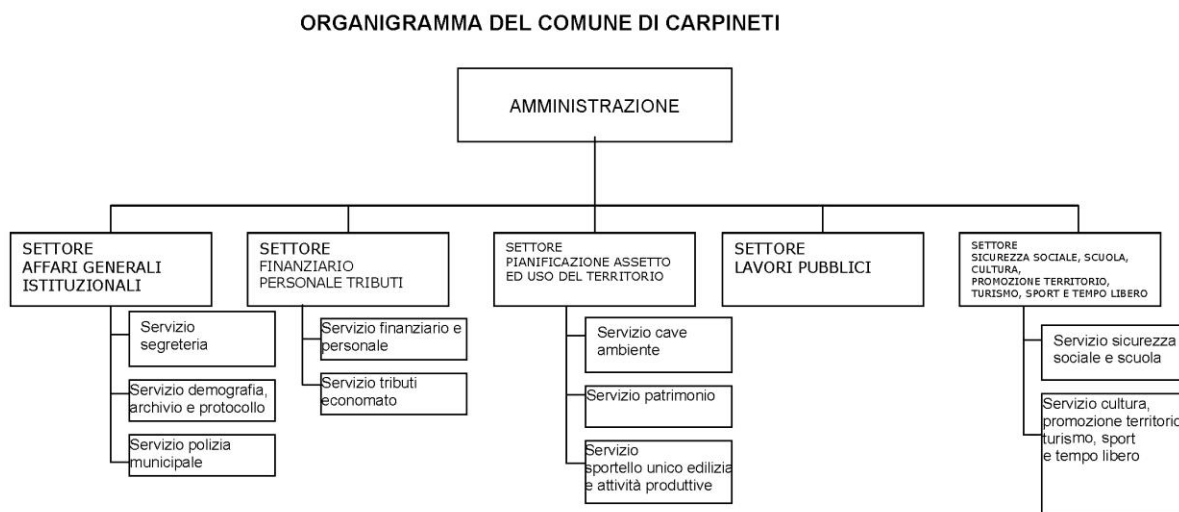 ORGANIGRAMMA DEL COMUNE DI CARPINETI
AMMINISTRAZIONE
SETTORE
AFFARI GENERALI
ISTITUZIONALI
Servizio
segreteria
Servizio demografia,
archivio e protocollo
Servizio polizia
municipale
SETTORE
FINANZIARIO
PERSONALE TRIBUTI
Servizio finanziario e
personale
Servizio tributi
economato
SETTORE
PIANIFICAZIONE ASSETTO
ED USO DEL TERRITORIO
Servizio cave
ambiente
Servizio patrimonio
Servizio
sportello unico edilizia
e attività produttive
SETTORE
LAVORI PUBBLICI
SETTORE
SICUREZZA SOCIALE, SCUOLA,
CULTURA,
PROMOZIONE TERRITORIO,
TURISMO, SPORT E TEMPO LIBERO
Servizio sicurezza
sociale e scuola
Servizio cultura,
promozione territorio
turismo, sport
e tempo libero